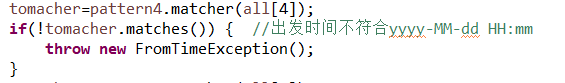 tomacher=pattern4.matcher(all[4]);
if(!tomacher.matches()) {  //出发时间不符合yyyy-MM-dd HH:mm
    throw new FromTimeException();
}